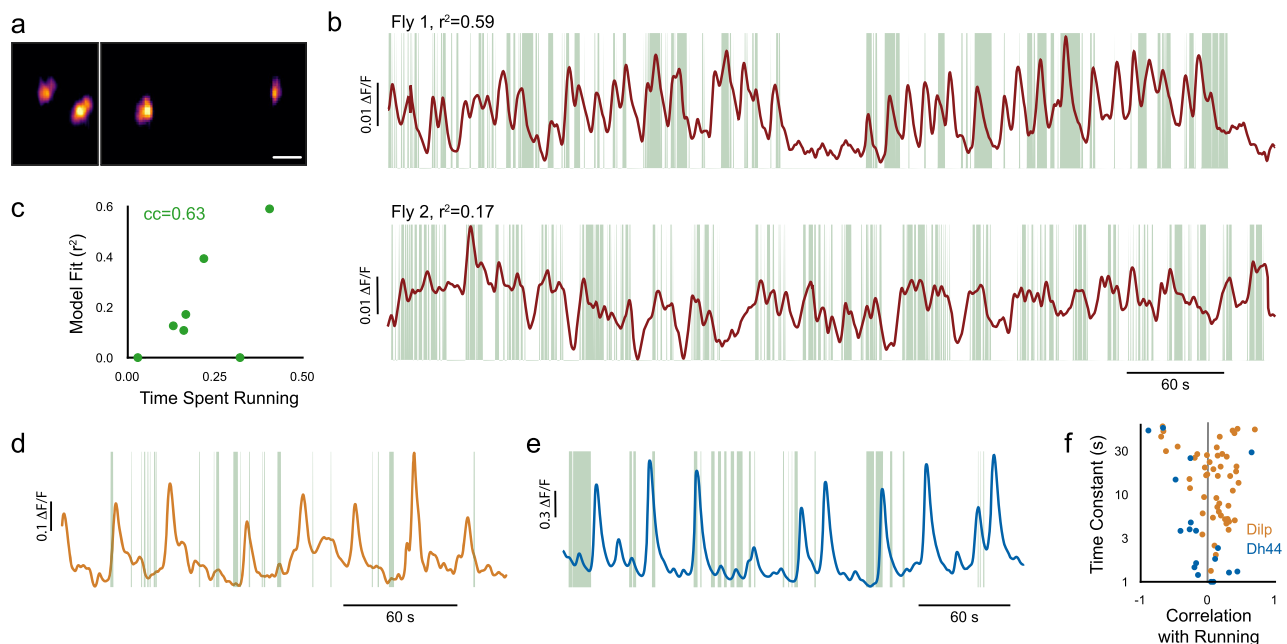 a
b
Fly 1, r²=0.59
0.01 ΔF/F
Fly 2, r²=0.17
0.01 ΔF/F
60 s
c
cc=0.63
Model Fit (r²)
0.6
0.4
0.2
0.0
0.00
0.25
0.50
Time Spent Running
d
0.1 ΔF/F
60 s
e
0.3 ΔF/F
60 s
f
Time Constant (s)
30
10
3
1
Dilp
Dh44
-1
0
1
Correlation
with Running